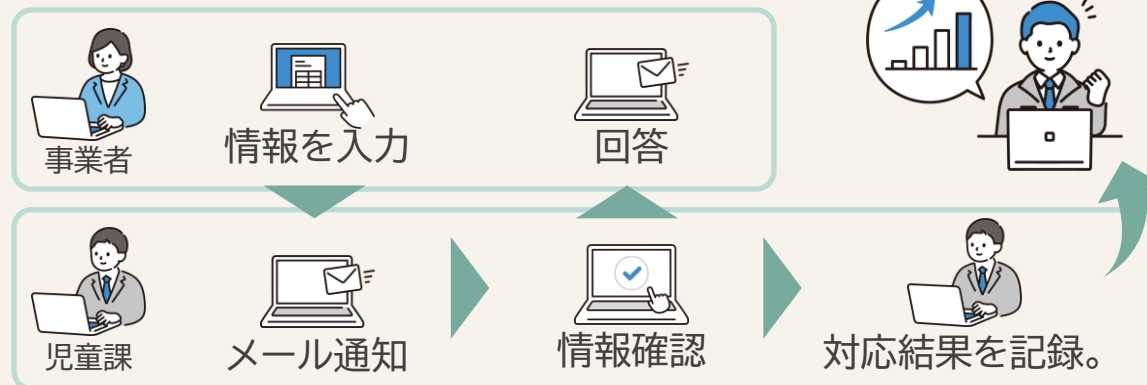 事業者
情報を入力
回答
児童課
メール通知
情報確認
対応結果を記録。